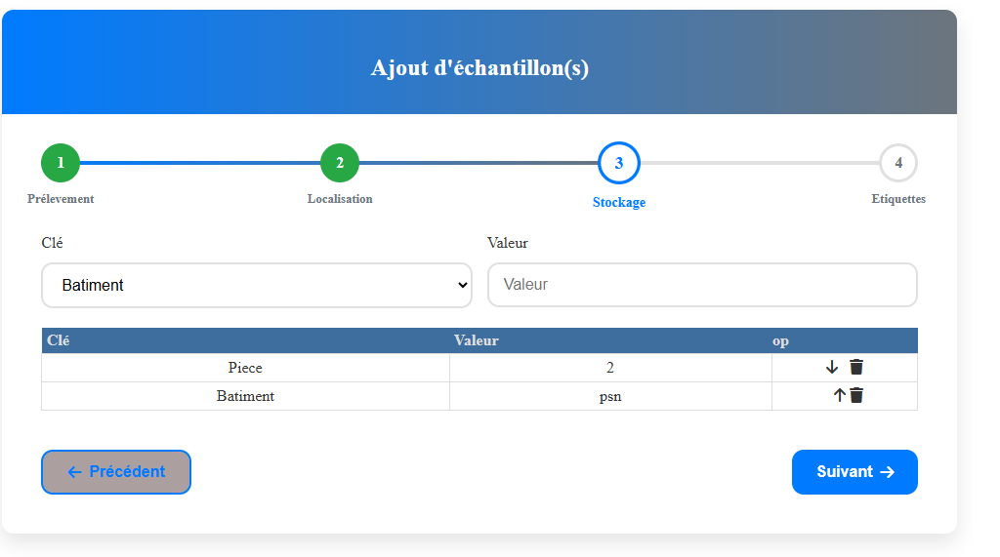 Ajout d'échantillon(s)
1 2 3 4
Prélevement Localisation Stockage Etiquettes
Clé Valeur
Batiment Valeur
Clé Valeur op
Piece 2
Batiment psn
Précédent Suivant